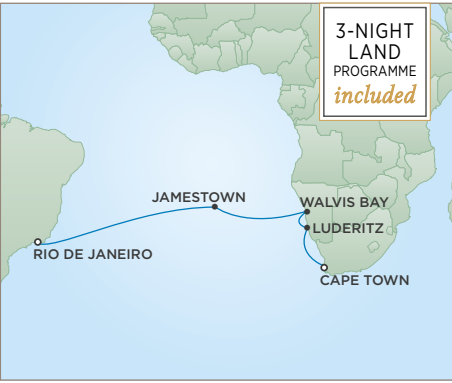 3-NIGHT
LAND
PROGRAMME
included
JAMESTOWN
WALVIS BAY
LUDERITZ
RIO DE JANEIRO
CAPE TOWN